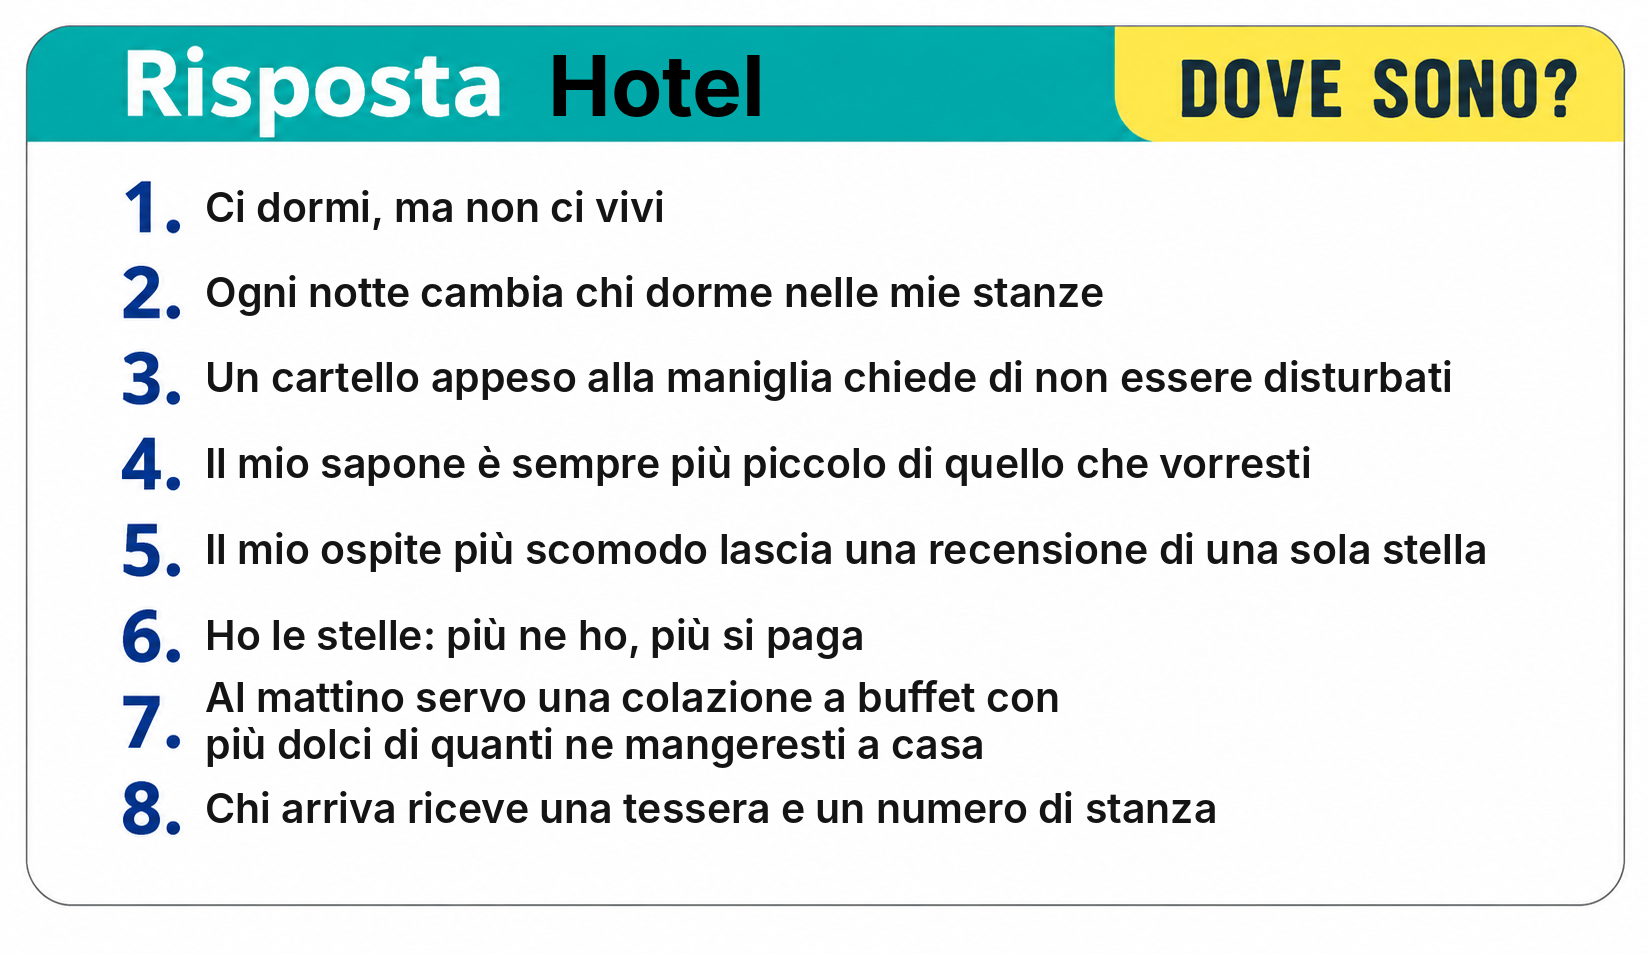 Risposta Hotel
DOVE SONO?
1. Ci dormi, ma non ci vivi
2. Ogni notte cambia chi dorme nelle mie stanze
3. Un cartello appeso alla maniglia chiede di non essere disturbati
4. Il mio sapone è sempre più piccolo di quello che vorresti
5. Il mio ospite più scomodo lascia una recensione di una sola stella
6. Ho le stelle: più ne ho, più si paga
7. Al mattino servo una colazione a buffet con
più dolci di quanti ne mangeresti a casa
8. Chi arriva riceve una tessera e un numero di stanza